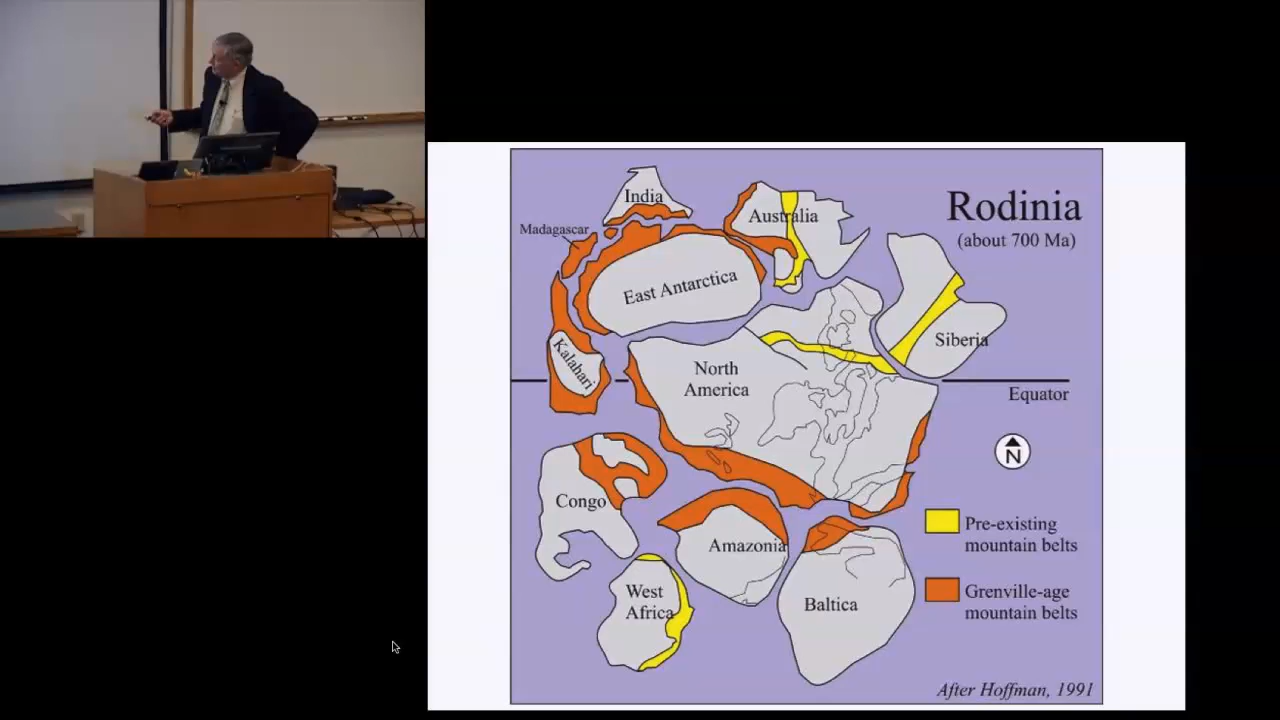 Rodinia
(about 700 Ma)
India
Madagascar
Australia
East Antarctica
Siberia
Kalahari
North
America
Equator
N
Congo
Amazonia
West
Africa
Baltica
Pre-existing
mountain belts
Grenville-age
mountain belts
After Hoffman, 1991